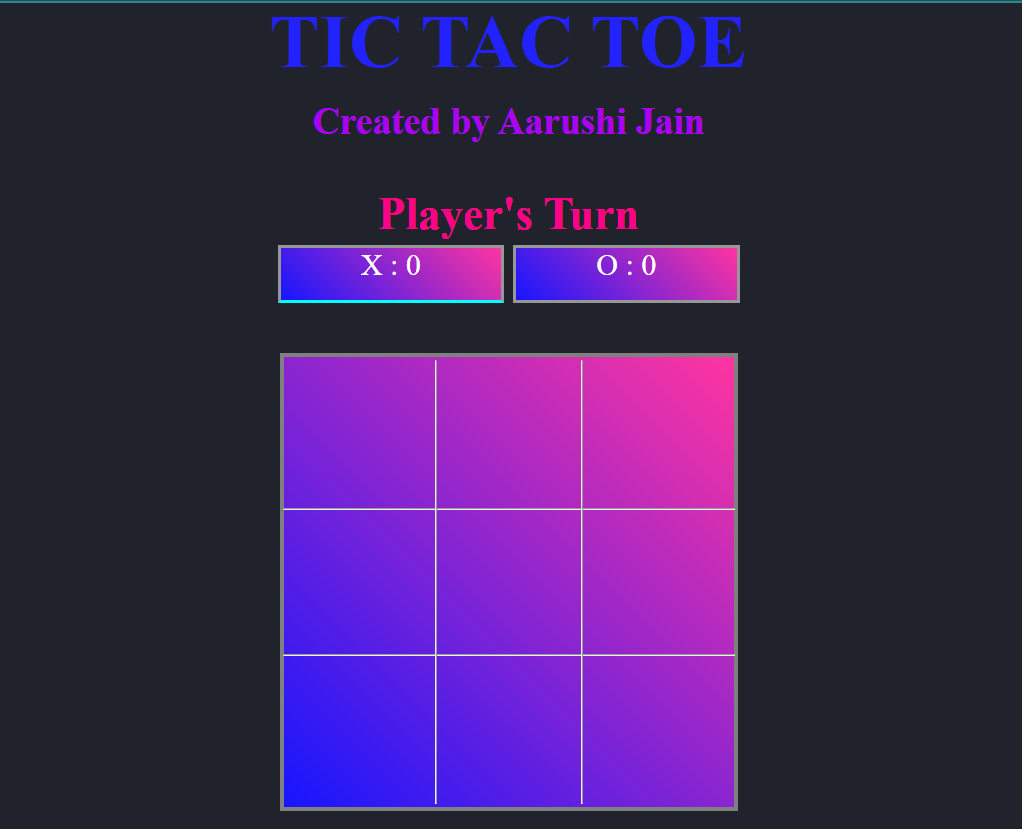 TIC TAC TOE
Created by Aarushi Jain
Player's Turn
X : 0
O : 0